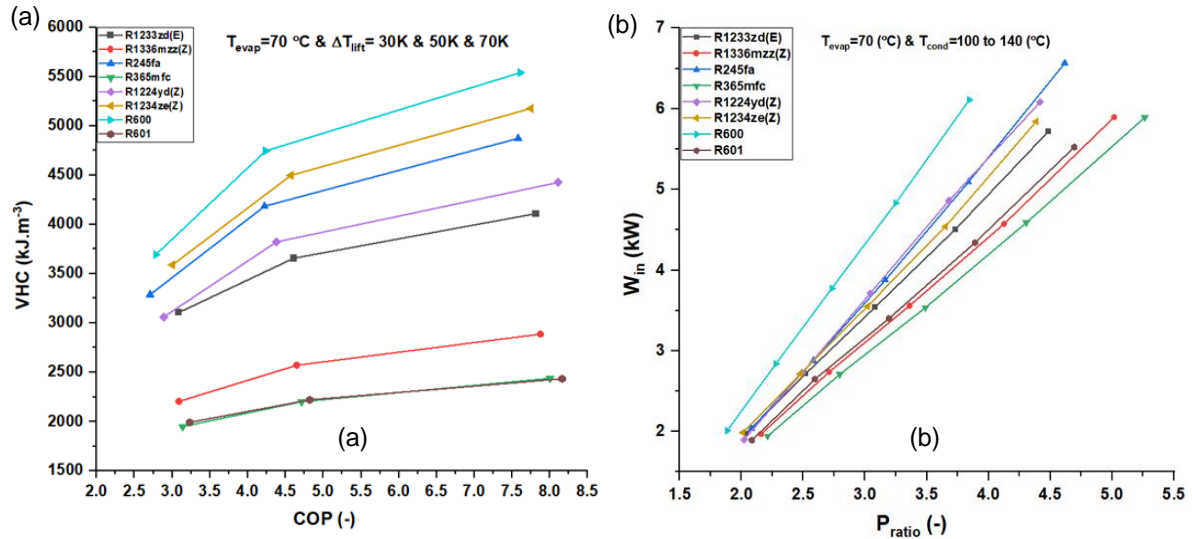 (a)
6000
5500
5000
4500
4000
3500
3000
2500
2000
1500
VHC (kJ.m⁻³)
R1233zd(E)
R1336mzz(Z)
R245fa
R365mfc
R1224yd(Z)
R1234ze(Z)
R600
R601
T_evap=70 °C & ΔT_lift= 30K & 50K & 70K
(a)
2.0 2.5 3.0 3.5 4.0 4.5 5.0 5.5 6.0 6.5 7.0 7.5 8.0 8.5
COP (-)
(b)
7
6
5
4
3
2
W_in (kW)
R1233zd(E)
R1336mzz(Z)
R245fa
R365mfc
R1224yd(Z)
R1234ze(Z)
R600
R601
T_evap=70 (°C) & T_cond=100 to 140 (°C)
(b)
1.5 2.0 2.5 3.0 3.5 4.0 4.5 5.0 5.5
P_ratio (-)